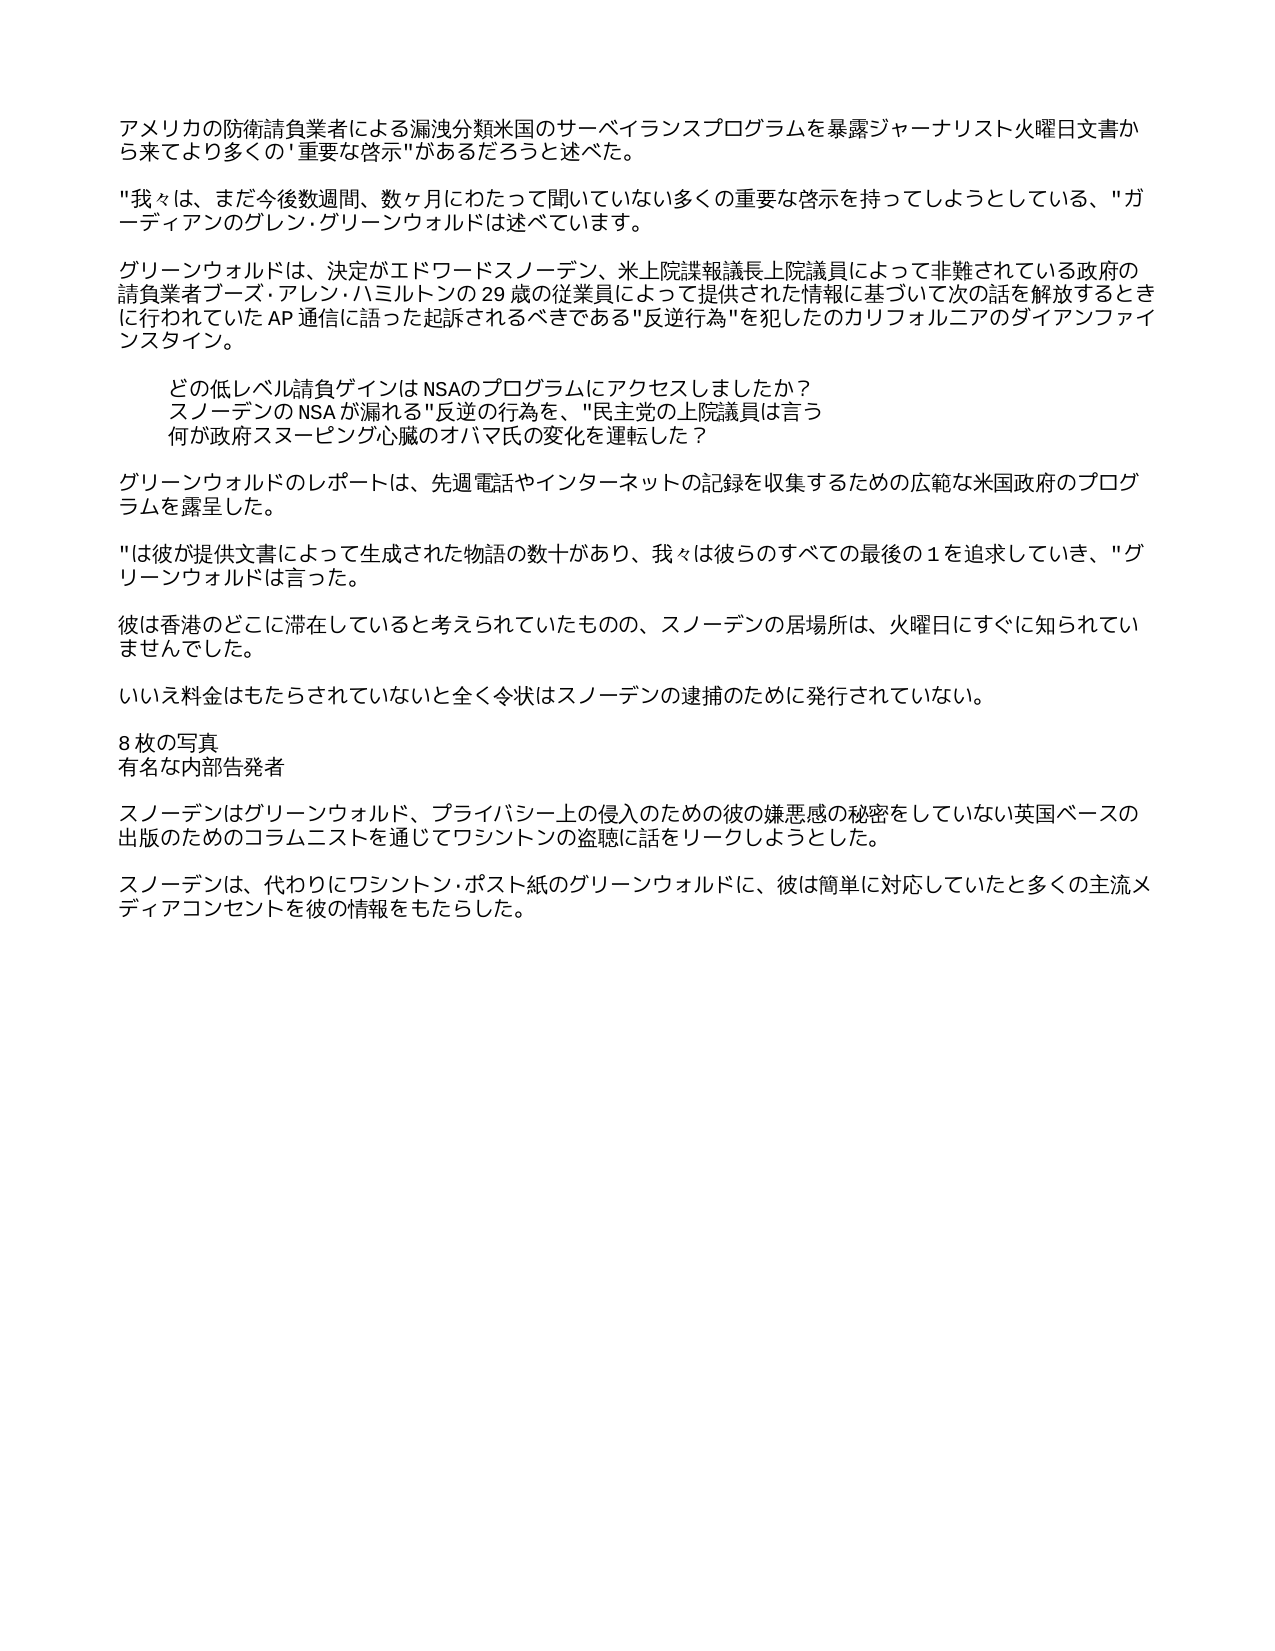 アメリカの防衛請負業者による漏洩分類米国のサーベイランスプログラムを暴露ジャーナリスト火曜日文書か
ら来てより多くの'重要な啓示"があるだろうと述べた。
"我々は、まだ今後数週間、数ヶ月にわたって聞いていない多くの重要な啓示を持ってしようとしている、"ガ
ーディアンのグレン·グリーンウォルドは述べています。
グリーンウォルドは、決定がエドワードスノーデン、米上院諜報議長上院議員によって非難されている政府の
請負業者ブーズ·アレン·ハミルトンの 29 歳の従業員によって提供された情報に基づいて次の話を解放するとき
に行われていた AP 通信に語った起訴されるべきである"反逆行為"を犯したのカリフォルニアのダイアンファイ
ンスタイン。
どの低レベル請負ゲインは NSAのプログラムにアクセスしましたか？
スノーデンの NSA が漏れる"反逆の行為を、"民主党の上院議員は言う
何が政府スヌーピング心臓のオバマ氏の変化を運転した？
グリーンウォルドのレポートは、先週電話やインターネットの記録を収集するための広範な米国政府のプログ
ラムを露呈した。
"は彼が提供文書によって生成された物語の数十があり、我々は彼らのすべての最後の 1 を追求していき、"グ
リーンウォルドは言った。
彼は香港のどこに滞在していると考えられていたものの、スノーデンの居場所は、火曜日にすぐに知られてい
ませんでした。
いいえ料金はもたらされていないと全く令状はスノーデンの逮捕のために発行されていない。
8 枚の写真
有名な内部告発者
スノーデンはグリーンウォルド、プライバシー上の侵入のための彼の嫌悪感の秘密をしていない英国ベースの
出版のためのコラムニストを通じてワシントンの盗聴に話をリークしようとした。
スノーデンは、代わりにワシントン·ポスト紙のグリーンウォルドに、彼は簡単に対応していたと多くの主流メ
ディアコンセントを彼の情報をもたらした。